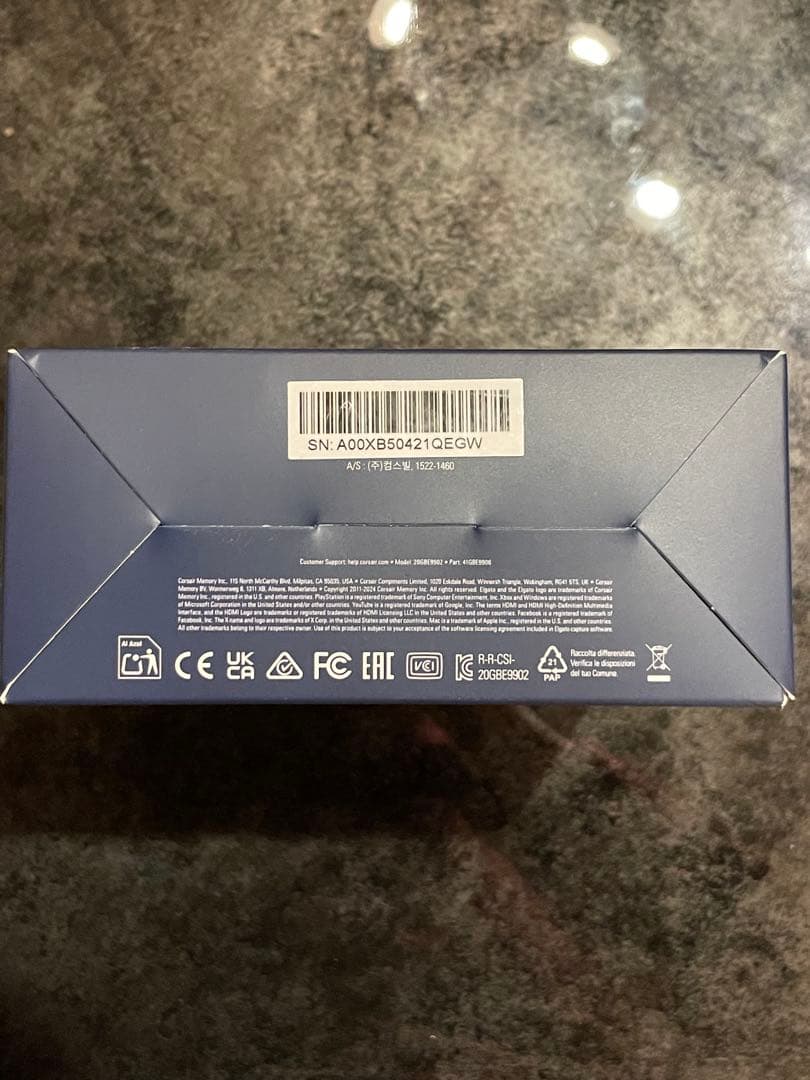 SN: A00XB50421QEGW
A/S : (주)컴스빌, 1522-1460
Customer Support: help.corsair.com • Model: 20GBE9902 • Part: 41GBE9906
Corsair Memory Inc., 115 North McCarthy Blvd, Milpitas, CA 95035, USA • Corsair Components Limited, 1020 Eskdale Road, Winnersh Triangle, Wokingham, RG41 5TS, UK • Corsair
Memory BV, Wanterweg 8, 1311 XB, Almere, Netherlands • Copyright 2011-2024 Corsair Memory Inc. All rights reserved. Elgato and the Elgato logo are trademarks of Corsair
Memory Inc., registered in the U.S. and other countries. PlayStation is a registered trademark of Sony Computer Entertainment, Inc. Xbox and Windows are registered trademarks
of Microsoft Corporation in the United States and/or other countries. YouTube is a registered trademark of Google, Inc. The terms HDMI and HDMI High-Definition Multimedia
Interface, and the HDMI Logo are trademarks or registered trademarks of HDMI Licensing LLC in the United States and other countries. Facebook is a registered trademark of
Facebook, Inc. The X name and logo are trademarks of X Corp. in the United States and other countries. Mac is a trademark of Apple Inc., registered in the U.S. and other countries.
All other trademarks belong to their respective owner. Use of this product is subject to your acceptance of the software licensing agreement included in Elgato capture software.
Al Azul
CE
UK
CA
FC
EAC
VCI
R-R-CSI-
20GBE9902
21
PAP
Raccolta differenziata.
Verifica le disposizioni
del tuo Comune.